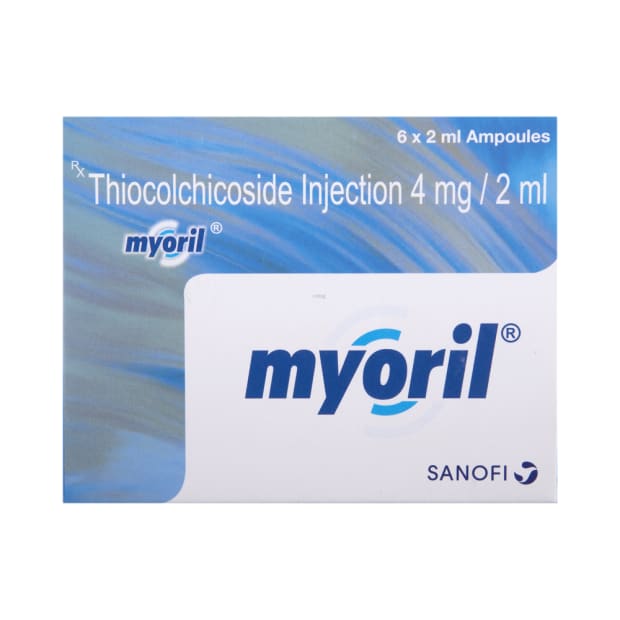 6 x 2 ml Ampoules
Rx Thiocolchicoside Injection 4 mg / 2 ml
myoril®
myoril®
SANOFI